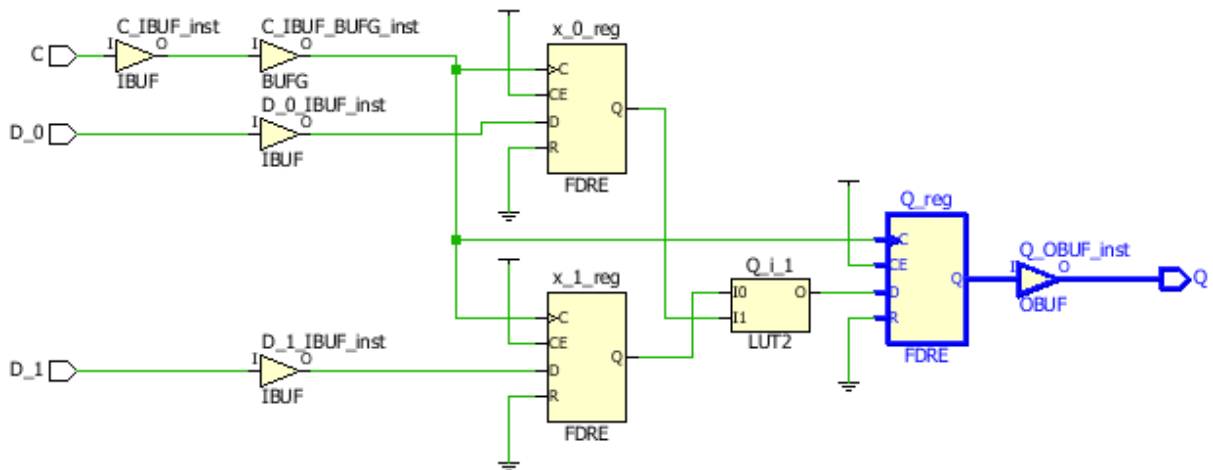 C_IBUF_inst
C
I
O
IBUF
C_IBUF_BUFG_inst
I
O
BUFG
D_0_IBUF_inst
D_0
I
O
IBUF
x_0_reg
C
CE
D
R
Q
FDRE
x_1_reg
C
CE
D
R
Q
FDRE
D_1_IBUF_inst
D_1
I
O
IBUF
Q_i_1
I0
I1
O
LUT2
Q_reg
C
CE
D
R
Q
FDRE
Q_OBUF_inst
I
O
OBUF
Q